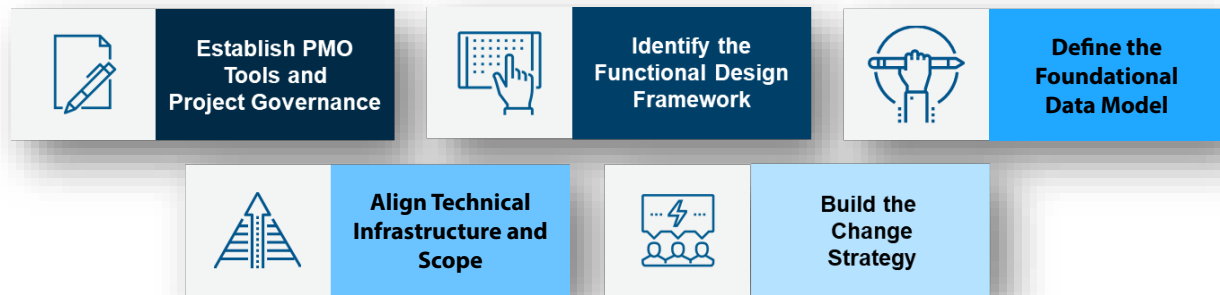 Establish PMO
Tools and
Project Governance
Identify the
Functional Design
Framework
Define the
Foundational
Data Model
Align Technical
Infrastructure and
Scope
Build the
Change
Strategy